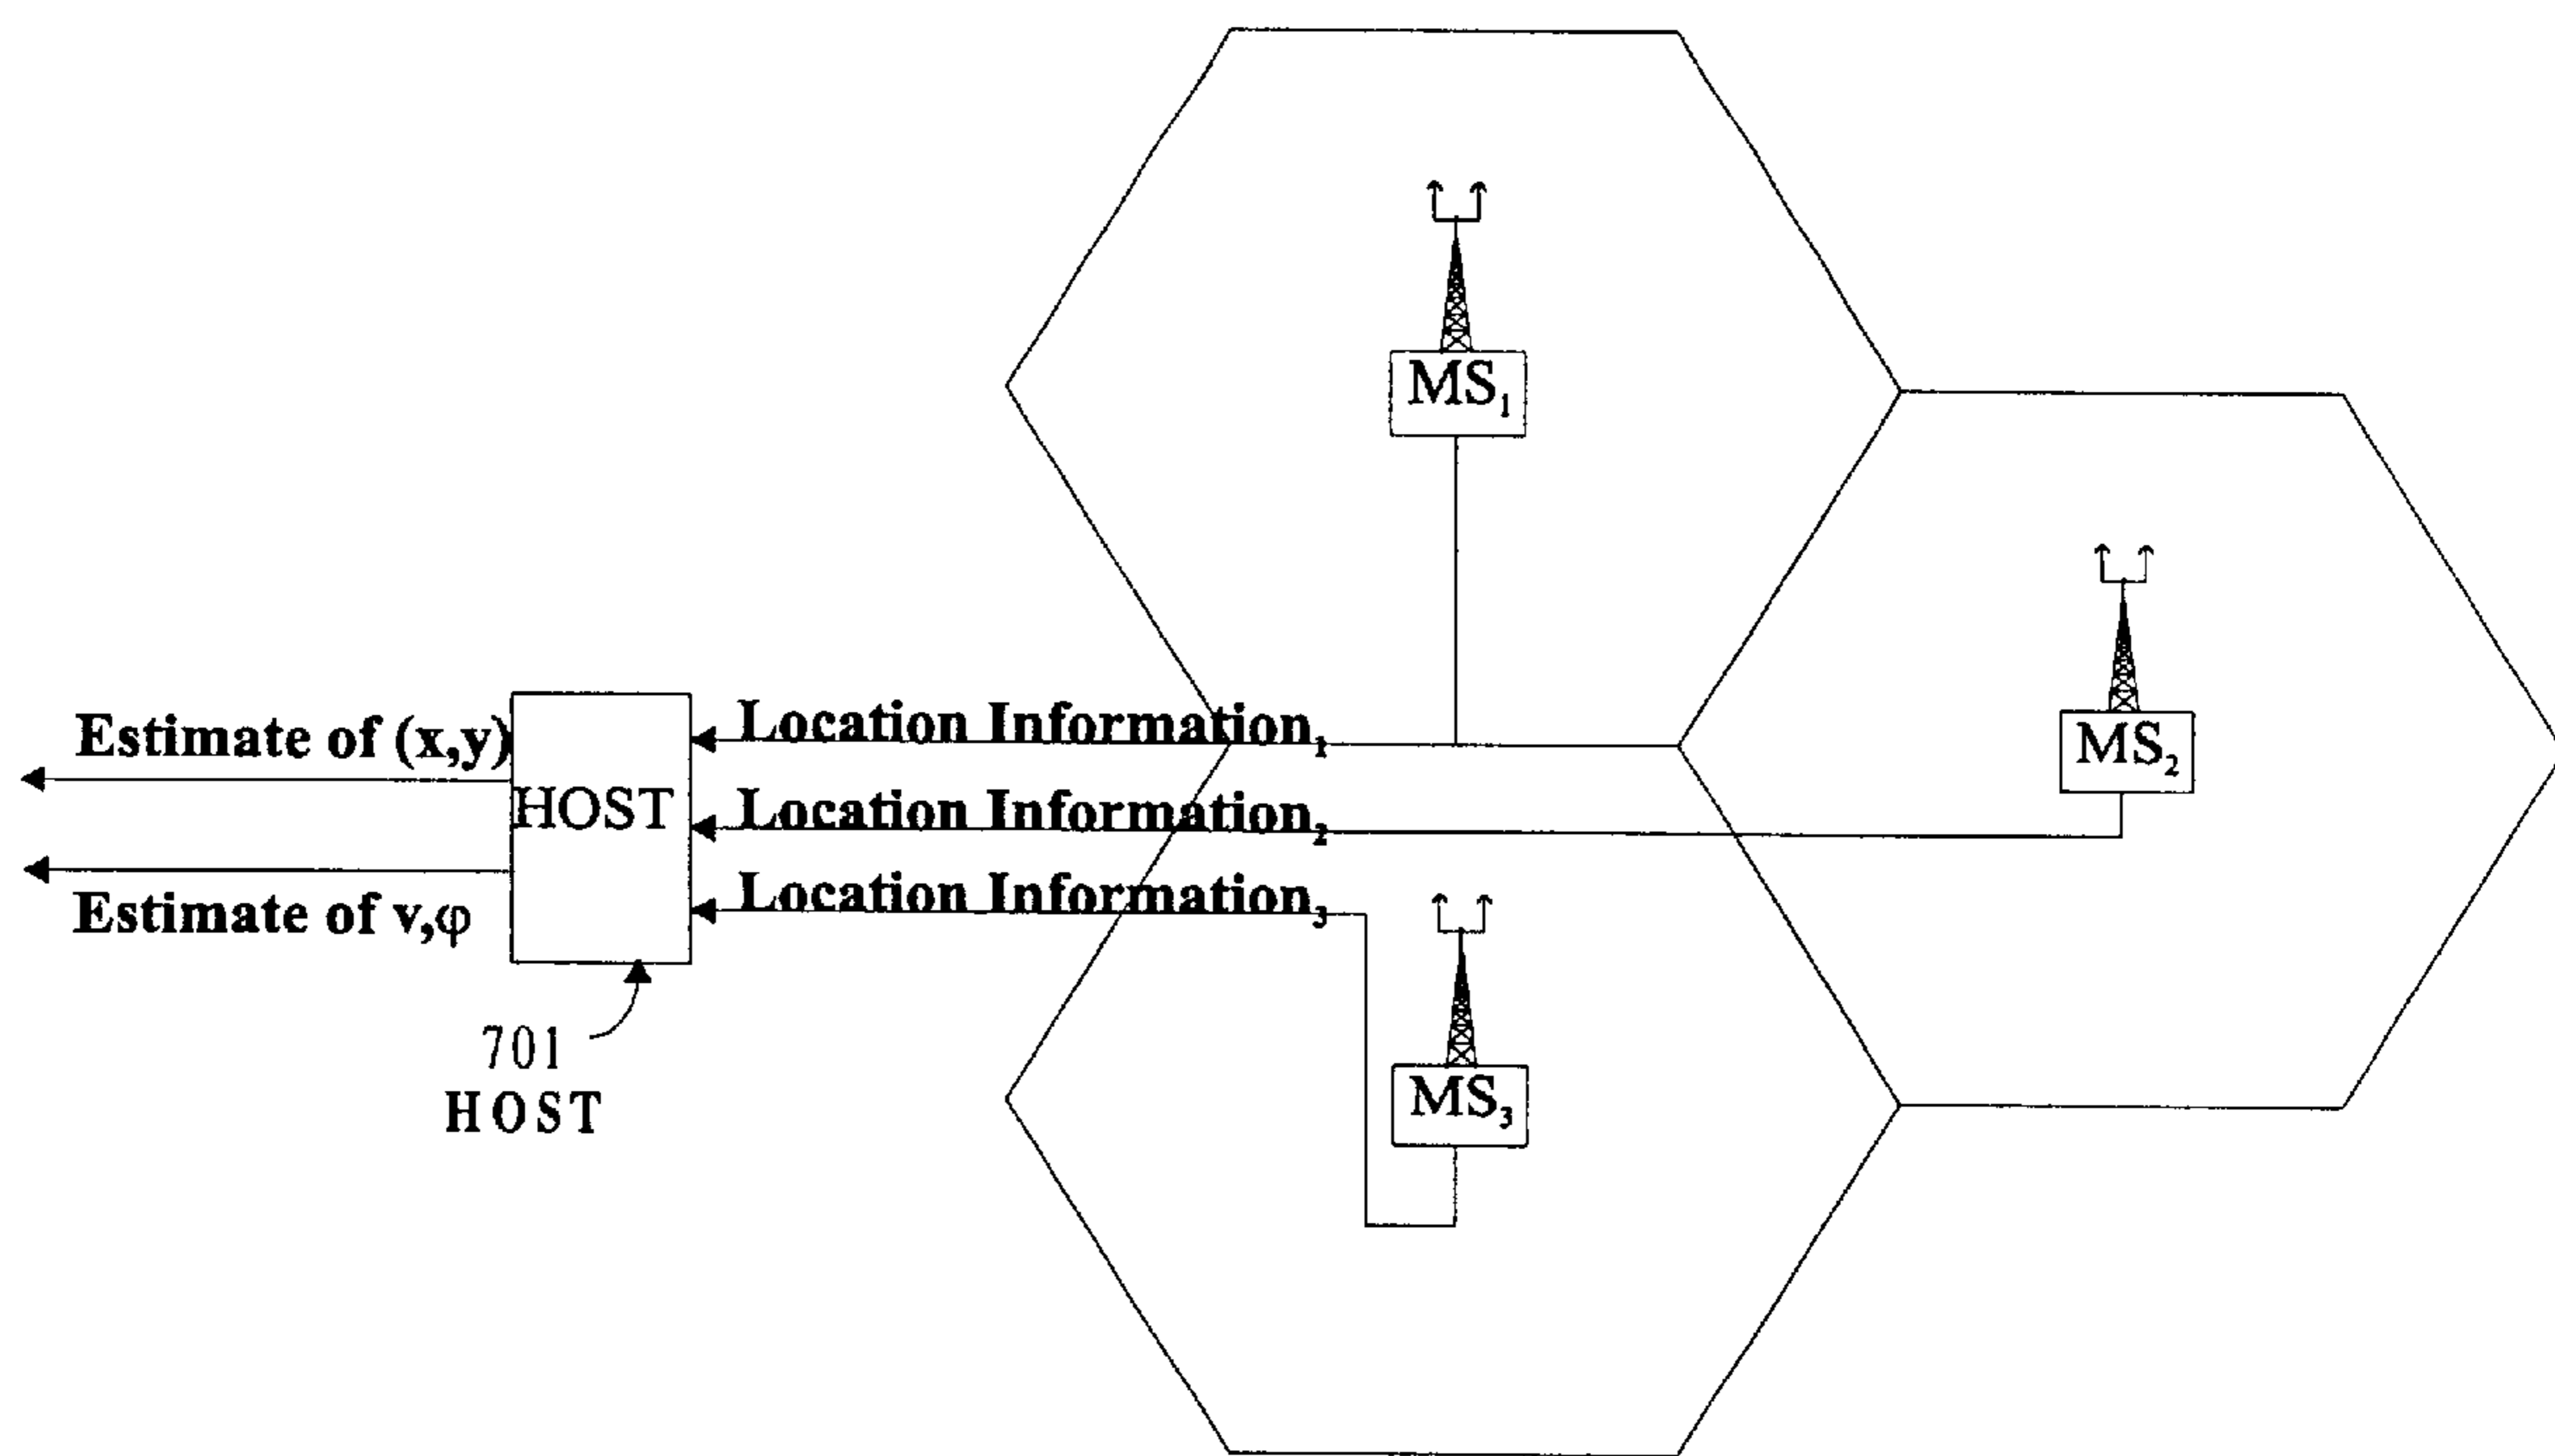 MS₁
MS₂
Estimate of (x,y)
HOST
Location Information₁
Location Information₂
Location Information₃
Estimate of v,φ
MS₃
701
HOST